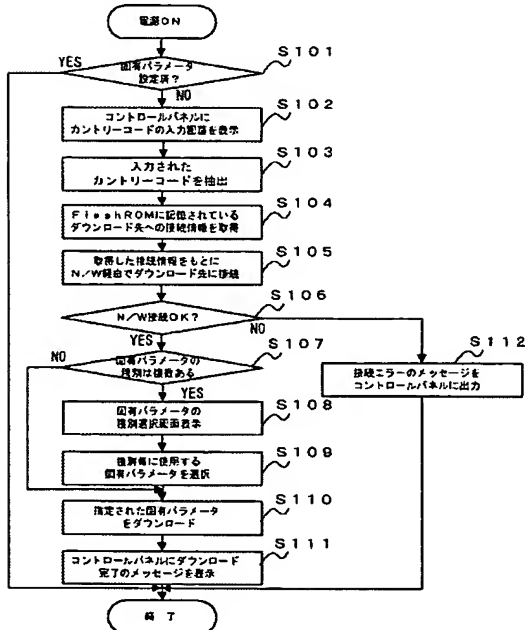 電源ON
S101
YES
固有パラメータ
設定済?
NO
S102
コントロールパネルに
カントリーコードの入力画面を表示
S103
入力された
カントリーコードを抽出
S104
FlashROMに記憶されている
ダウンロード先への接続情報を取得
S105
取得した接続情報をもとに
N/W経由でダウンロード先に接続
S106
N/W接続OK?
NO
YES
S107
NO
固有パラメータの
種別は複数ある
S112
接続エラーのメッセージを
コントロールパネルに出力
YES
S108
固有パラメータの
種別選択画面表示
S109
種別毎に使用する
固有パラメータを選択
S110
指定された固有パラメータ
をダウンロード
S111
コントロールパネルにダウンロード
完了のメッセージを表示
終了